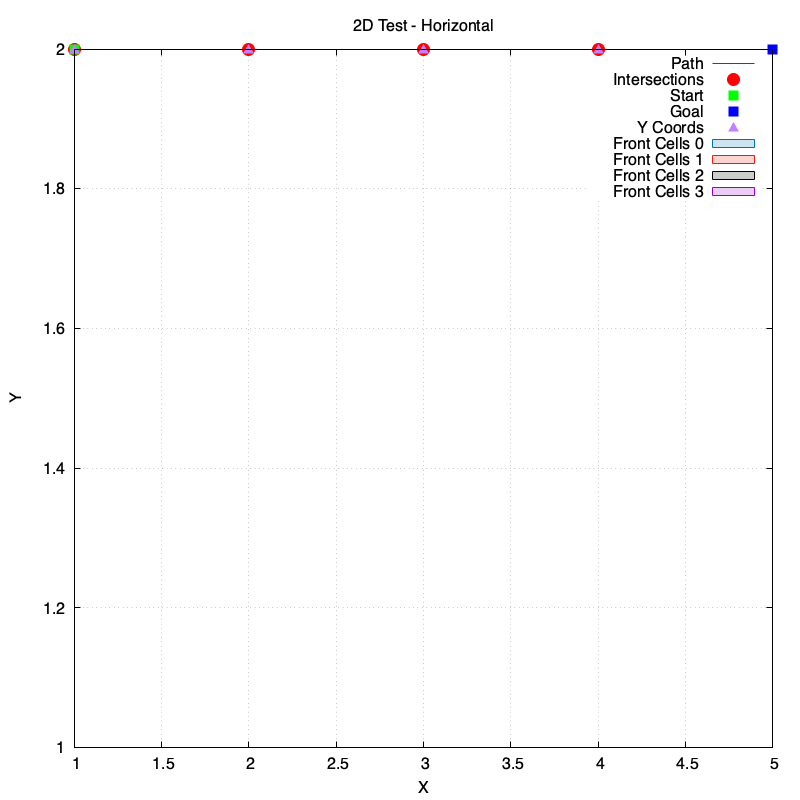 2D Test - Horizontal
2
1.8
1.6
1.4
1.2
1
Y
Path
Intersections
Start
Goal
Y Coords
Front Cells 0
Front Cells 1
Front Cells 2
Front Cells 3
1 1.5 2 2.5 3 3.5 4 4.5 5
X